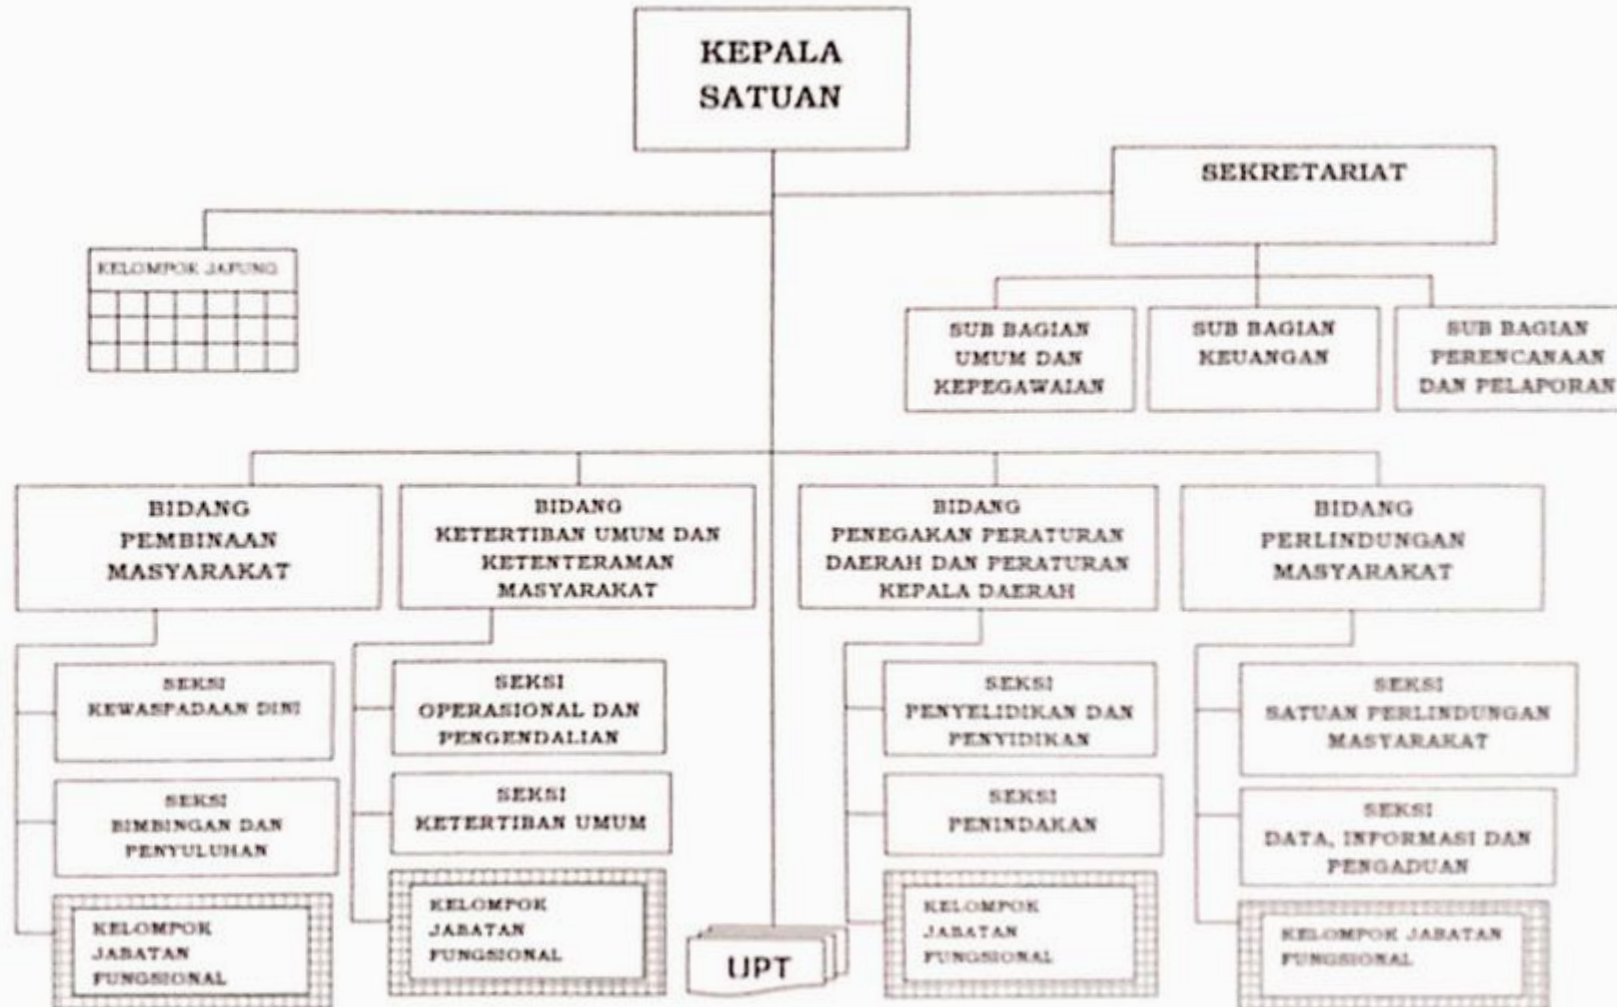 KEPALA
SATUAN
SEKRETARIAT
KELOMPOK JAFUNG
SUB BAGIAN
UMUM DAN
KEPEGAWAIAN
SUB BAGIAN
KEUANGAN
SUB BAGIAN
PERENCANAAN
DAN PELAPORAN
BIDANG
PEMBINAAN
MASYARAKAT
BIDANG
KETERTIBAN UMUM DAN
KETENTERAMAN
MASYARAKAT
BIDANG
PENEGAKAN PERATURAN
DAERAH DAN PERATURAN
KEPALA DAERAH
BIDANG
PERLINDUNGAN
MASYARAKAT
SEKSI
KEWASPADAAN DINI
SEKSI
BIMBINGAN DAN
PENYULUHAN
KELOMPOK
JABATAN
FUNGSIONAL
SEKSI
OPERASIONAL DAN
PENGENDALIAN
SEKSI
KETERTIBAN UMUM
KELOMPOK
JABATAN
FUNGSIONAL
UPT
SEKSI
PENYELIDIKAN DAN
PENYIDIKAN
SEKSI
PENINDAKAN
KELOMPOK
JABATAN
FUNGSIONAL
SEKSI
SATUAN PERLINDUNGAN
MASYARAKAT
SEKSI
DATA, INFORMASI DAN
PENGADUAN
KELOMPOK JABATAN
FUNGSIONAL